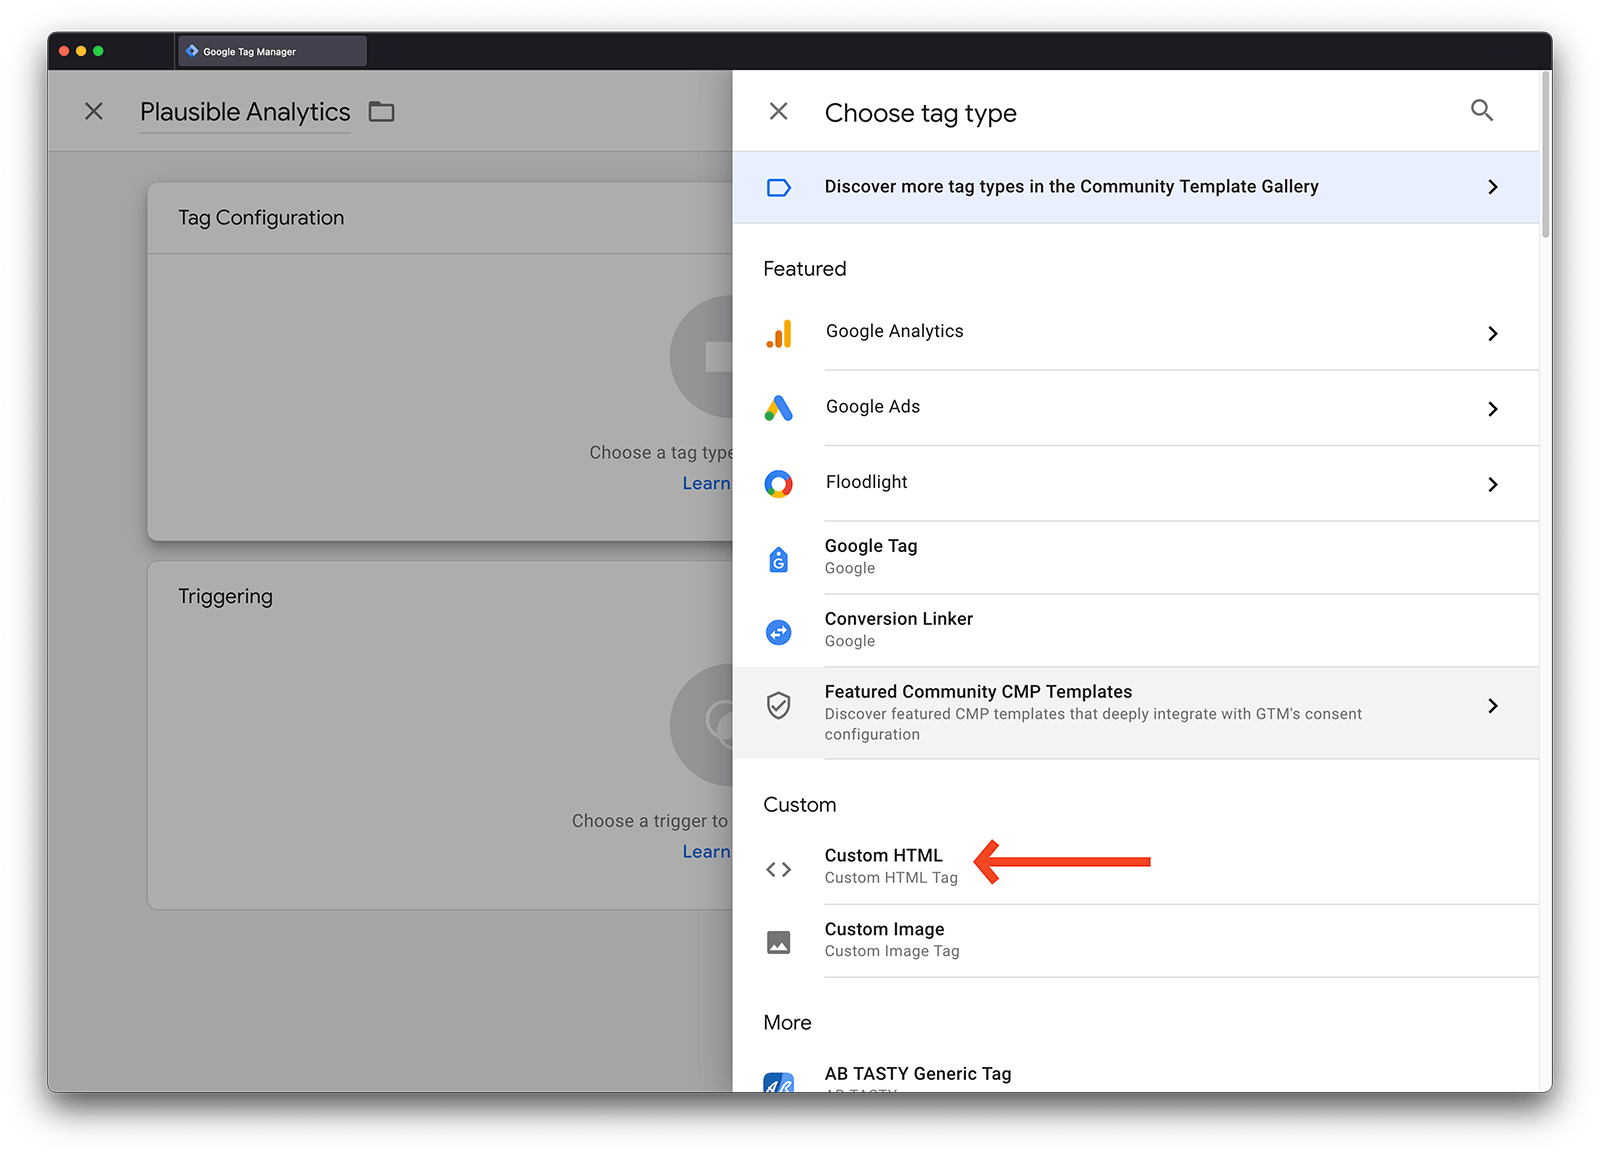 Google Tag Manager
Plausible Analytics
Tag Configuration
Choose a tag type
Learn
Triggering
Choose a trigger to
Learn
Choose tag type
Discover more tag types in the Community Template Gallery
Featured
Google Analytics
Google Ads
Floodlight
Google Tag
Google
Conversion Linker
Google
Featured Community CMP Templates
Discover featured CMP templates that deeply integrate with GTM's consent
configuration
Custom
Custom HTML
Custom HTML Tag
Custom Image
Custom Image Tag
More
AB TASTY Generic Tag
AB TASTY